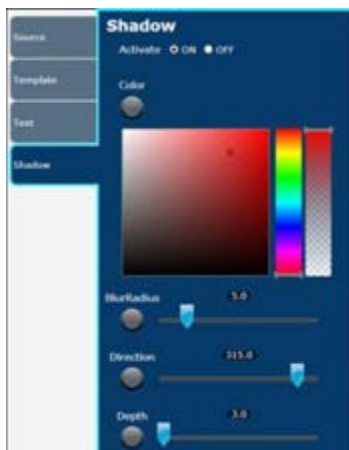 Shadow
Source
Activate ON OFF
Template
Color
Text
Shadow
BlurRadius 5.0
Direction 315.0
Depth 3.0